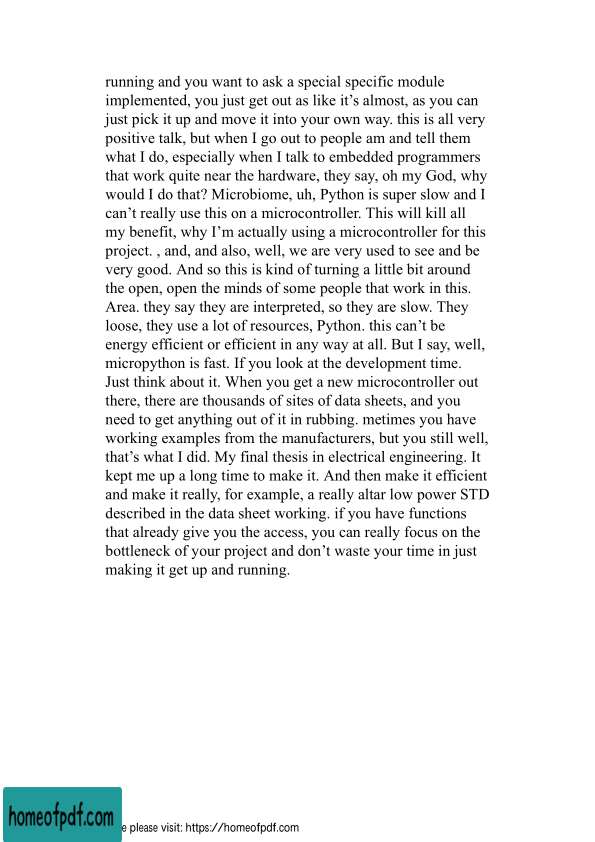 running and you want to ask a special specific module
implemented, you just get out as like it’s almost, as you can
just pick it up and move it into your own way. this is all very
positive talk, but when I go out to people am and tell them
what I do, especially when I talk to embedded programmers
that work quite near the hardware, they say, oh my God, why
would I do that? Microbiome, uh, Python is super slow and I
can’t really use this on a microcontroller. This will kill all
my benefit, why I’m actually using a microcontroller for this
project. , and, and also, well, we are very used to see and be
very good. And so this is kind of turning a little bit around
the open, open the minds of some people that work in this.
Area. they say they are interpreted, so they are slow. They
loose, they use a lot of resources, Python. this can’t be
energy efficient or efficient in any way at all. But I say, well,
micropython is fast. If you look at the development time.
Just think about it. When you get a new microcontroller out
there, there are thousands of sites of data sheets, and you
need to get anything out of it in rubbing. metimes you have
working examples from the manufacturers, but you still well,
that’s what I did. My final thesis in electrical engineering. It
kept me up a long time to make it. And then make it efficient
and make it really, for example, a really altar low power STD
described in the data sheet working. if you have functions
that already give you the access, you can really focus on the
bottleneck of your project and don’t waste your time in just
making it get up and running.
homeofpdf.com
e please visit: https://homeofpdf.com